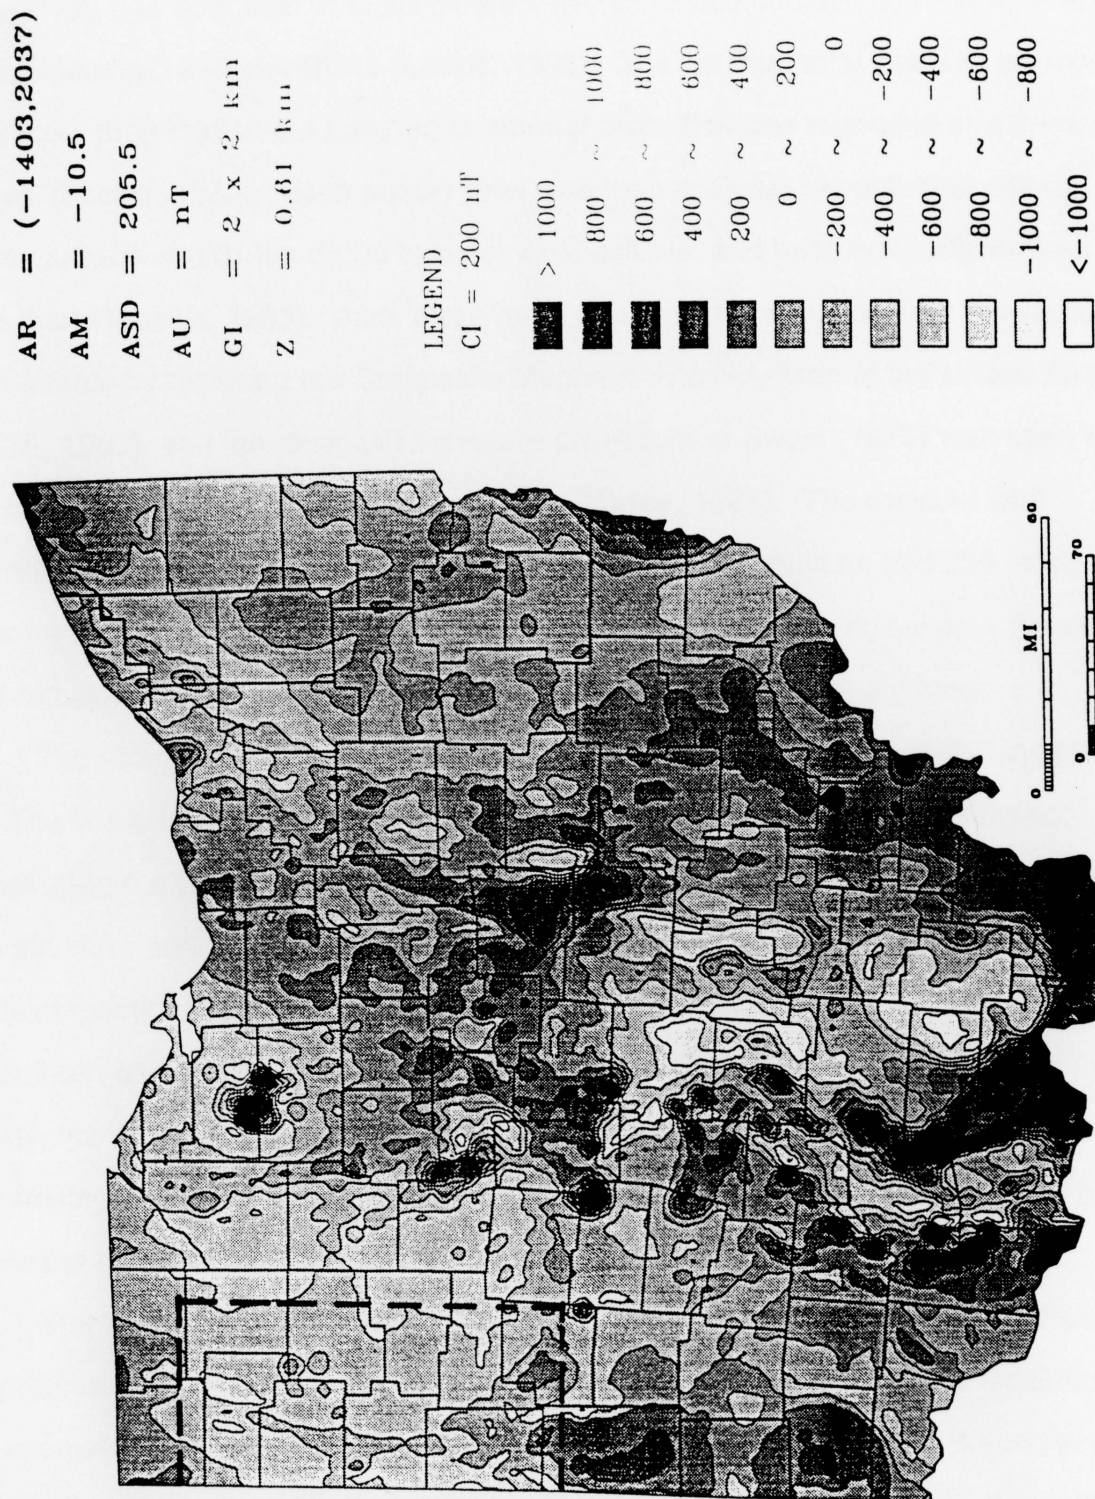 AR = (-1403,2037)
AM = -10.5
ASD = 205.5
AU = nT
GI = 2 x 2 km
Z = 0.61 km
LEGEND
CI = 200 nT
> 1000
800 ~ 1000
600 ~ 800
400 ~ 600
200 ~ 400
0 ~ 200
-200 ~ 0
-400 ~ -200
-600 ~ -400
-800 ~ -600
-1000 ~ -800
<-1000
0 MI 60
0 70